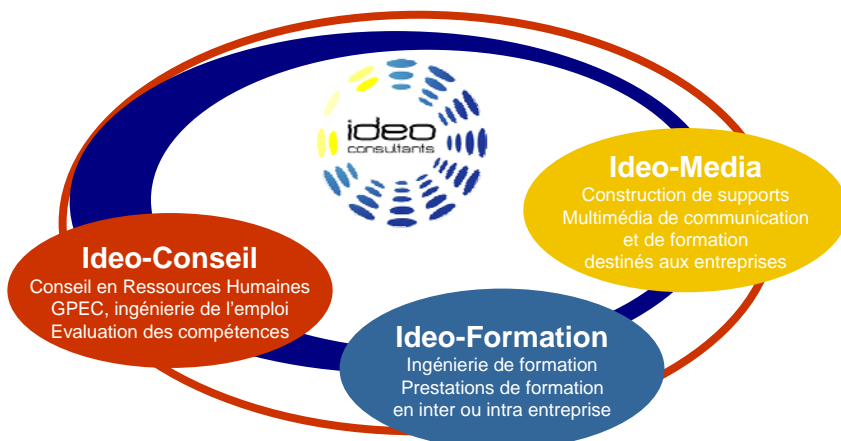 ideo
consultants
Ideo-Media
Construction de supports
Multimédia de communication
et de formation
destinés aux entreprises
Ideo-Conseil
Conseil en Ressources Humaines
GPEC, ingénierie de l'emploi
Evaluation des compétences
Ideo-Formation
Ingénierie de formation
Prestations de formation
en inter ou intra entreprise